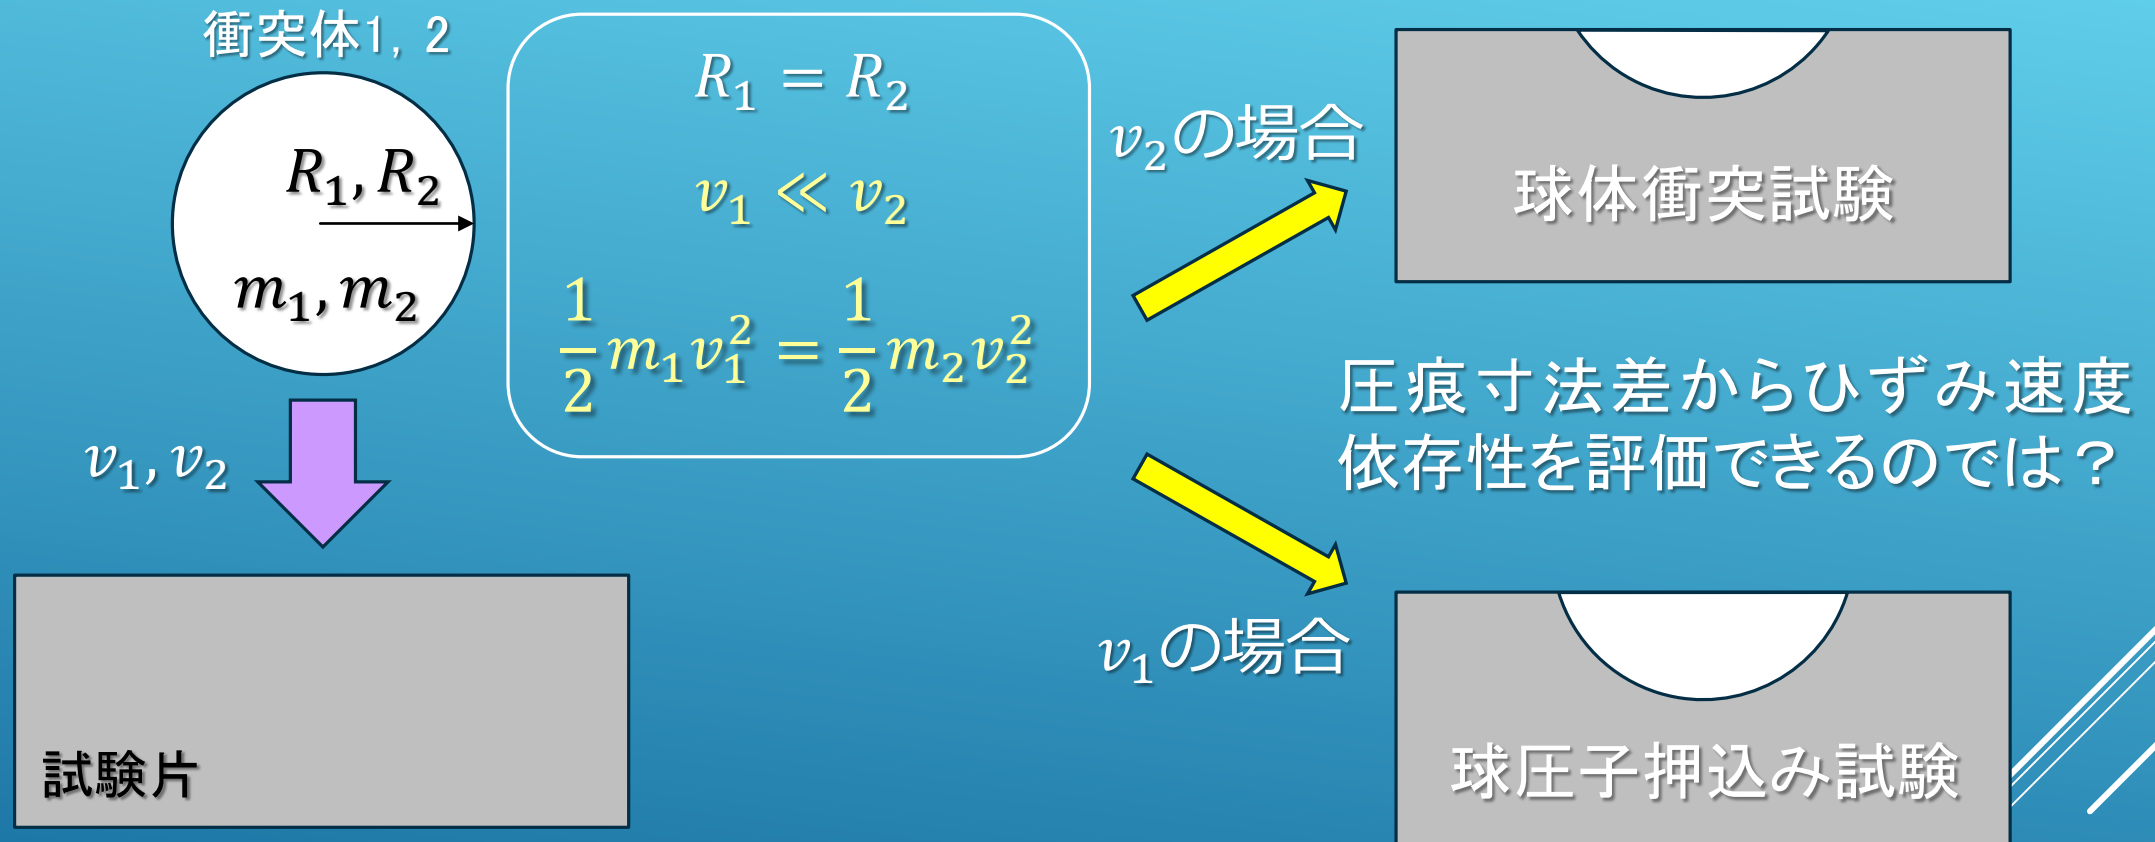 衝突体1, 2
R₁, R₂
m₁, m₂
v₁, v₂
試験片
R₁ = R₂
v₁ ≪ v₂
1/2 m₁v₁² = 1/2 m₂v₂²
v₂の場合
球体衝突試験
圧痕寸法差からひずみ速度
依存性を評価できるのでは？
v₁の場合
球圧子押込み試験